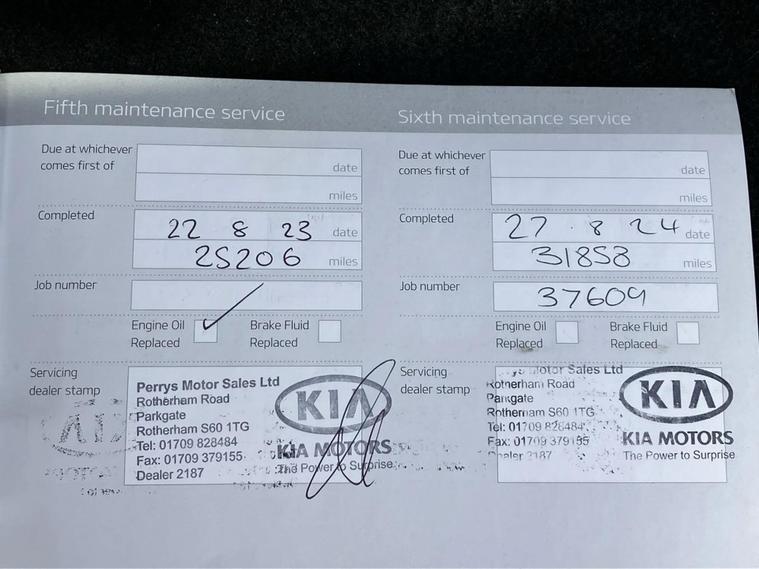 Fifth maintenance service
Due at whichever
comes first of
date
miles
Completed
22 8 23 date
25206 miles
Job number
Engine Oil
Replaced
Brake Fluid
Replaced
Servicing
dealer stamp
Perrys Motor Sales Ltd
Rotherham Road
Parkgate
Rotherham S60 1TG
Tel: 01709 828484
Fax: 01709 379155
Dealer 2187
KIA
KIA MOTORS
The Power to Surprise
Sixth maintenance service
Due at whichever
comes first of
date
miles
Completed
27 . 8 24 date
31858 miles
Job number
37609
Engine Oil
Replaced
Brake Fluid
Replaced
Servicing
dealer stamp
Motor Sales Ltd
Rotherham Road
Parkgate
Rotherham S60 1TG
Tel: 01709 828484
Fax: 01709 379155
Dealer 2187
KIA
KIA MOTORS
The Power to Surprise